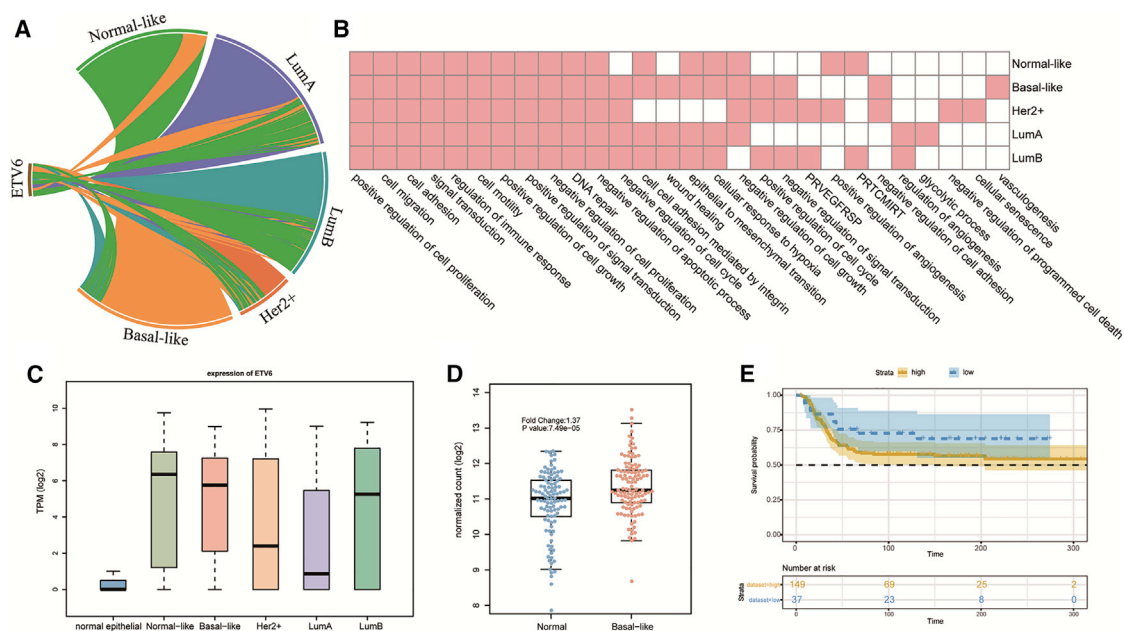 A
Normal-like
LumA
ETV6
LumB
Her2+
Basal-like
B
Normal-like
Basal-like
Her2+
LumA
LumB
positive regulation of cell proliferation
cell migration
cell adhesion
signal transduction
regulation of immune response
cell motility
positive regulation of cell growth
positive regulation of signal transduction
negative regulation of cell proliferation
DNA repair
negative regulation of apoptotic process
negative regulation of cell cycle
cell cell adhesion mediated by integrin
wound healing
epithelial to mesenchymal transition
cellular response to hypoxia
negative regulation of cell growth
positive regulation of cell cycle
negative regulation of signal transduction
PRVEGFRSP
positive regulation of angiogenesis
PRTCMIRT
negative regulation of cell adhesion
regulation of angiogenesis
glycolytic process
negative regulation of programmed cell death
cellular senescence
vasculogenesis
C
expression of ETV6
TPM (log2)
10
8
6
4
2
0
normal epithelial
Normal-like
Basal-like
Her2+
LumA
LumB
D
Fold Change:1.37
P value:7.49e-05
normalized count (log2)
14
13
12
11
10
9
8
Normal
Basal-like
E
Strata high low
Survival probability
1.00
0.75
0.50
0.25
0.00
0 100 200 300
Time
Number at risk
Strata
dataset=high 149 69 25 2
dataset=low 37 23 8 0
0 100 200 300
Time